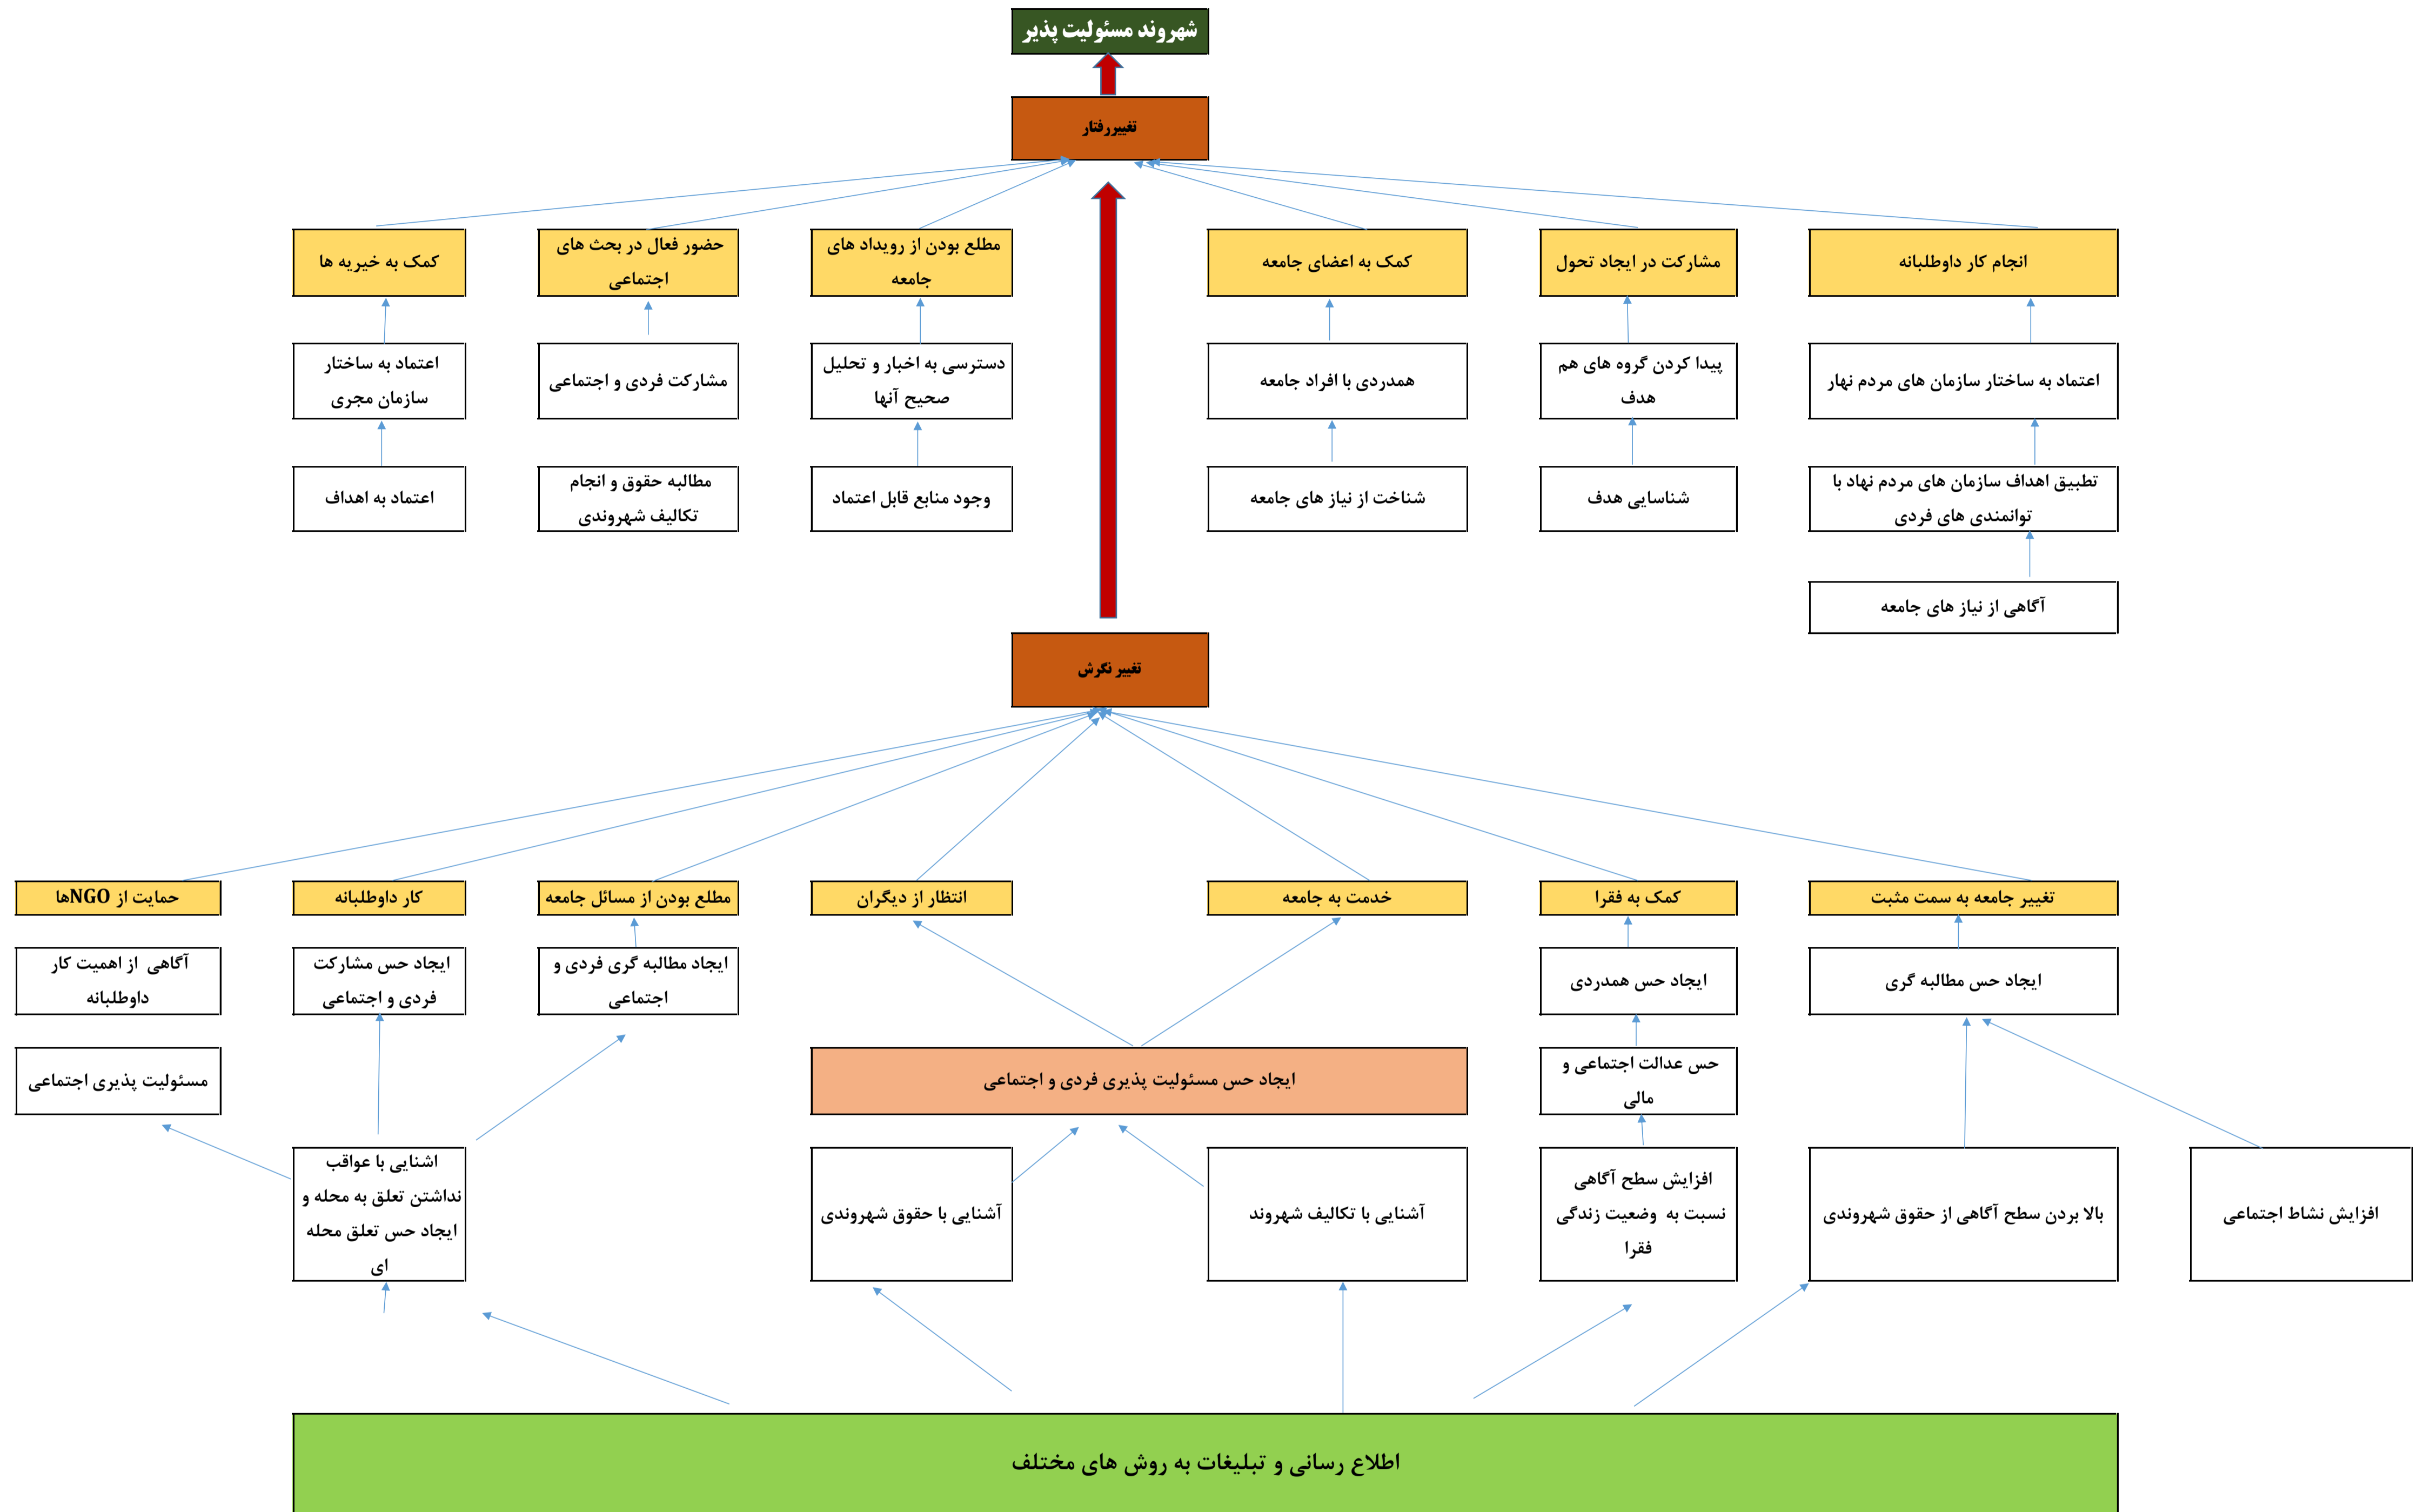 شهروند مسئولیت پذیر
تغییررفتار
انجام کار داوطلبانه
مشارکت در ایجاد تحول
کمک به اعضای جامعه
مطلع بودن از رویداد های
جامعه
حضور فعال در بحث های
اجتماعی
کمک به خیریه ها
اعتماد به ساختار سازمان های مردم نهار
پیدا کردن گروه های هم
هدف
همدردی با افراد جامعه
دسترسی به اخبار و تحلیل
صحیح آنها
مشارکت فردی و اجتماعی
اعتماد به ساختار
سازمان مجری
تطبیق اهداف سازمان های مردم نهاد با
توانمندی های فردی
شناسایی هدف
شناخت از نیاز های جامعه
وجود منابع قابل اعتماد
مطالبه حقوق و انجام
تکالیف شهروندی
اعتماد به اهداف
آگاهی از نیاز های جامعه
تغییر نگرش
تغییر جامعه به سمت مثبت
کمک به فقرا
خدمت به جامعه
انتظار از دیگران
مطلع بودن از مسائل جامعه
کار داوطلبانه
حمایت از NGOها
ایجاد حس مطالبه گری
ایجاد حس همدردی
ایجاد مطالبه گری فردی و
اجتماعی
ایجاد حس مشارکت
فردی و اجتماعی
آگاهی از اهمیت کار
داوطلبانه
حس عدالت اجتماعی و
مالی
ایجاد حس مسئولیت پذیری فردی و اجتماعی
مسئولیت پذیری اجتماعی
افزایش نشاط اجتماعی
بالا بردن سطح آگاهی از حقوق شهروندی
افزایش سطح آگاهی
نسبت به وضعیت زندگی
فقرا
آشنایی با تکالیف شهروند
آشنایی با حقوق شهروندی
اشنایی با عواقب
نداشتن تعلق به محله و
ایجاد حس تعلق محله
ای
اطلاع رسانی و تبلیغات به روش های مختلف